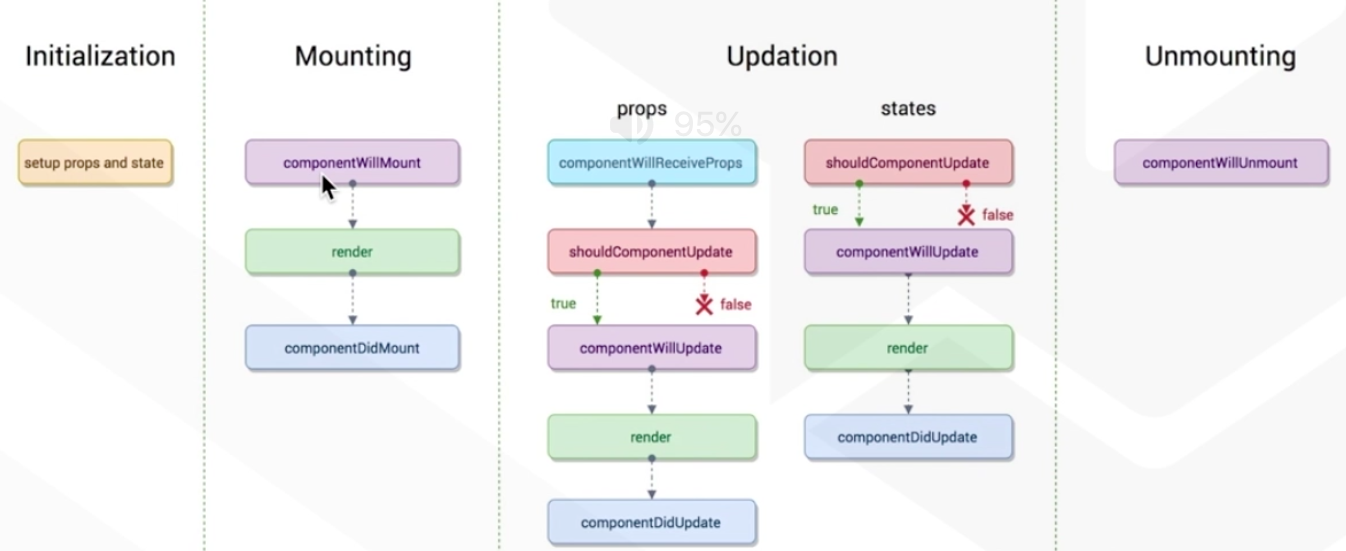 Initialization
Mounting
Updation
Unmounting
props
states
95%
setup props and state
componentWillMount
render
componentDidMount
componentWillReceiveProps
shouldComponentUpdate
true
false
componentWillUpdate
render
componentDidUpdate
shouldComponentUpdate
true
false
componentWillUpdate
render
componentDidUpdate
componentWillUnmount